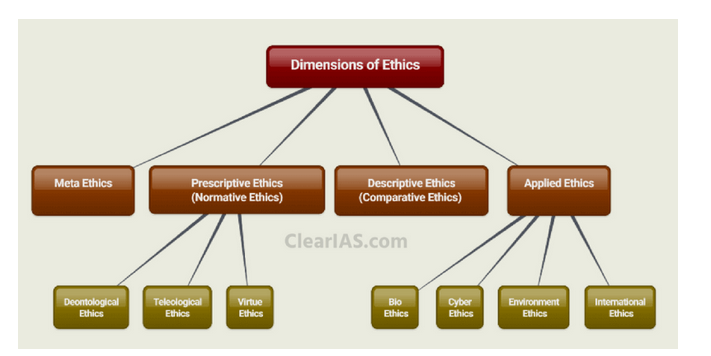 Dimensions of Ethics
Meta Ethics
Prescriptive Ethics
(Normative Ethics)
Descriptive Ethics
(Comparative Ethics)
Applied Ethics
ClearIAS.com
Deontological
Ethics
Teleological
Ethics
Virtue
Ethics
Bio
Ethics
Cyber
Ethics
Environment
Ethics
International
Ethics